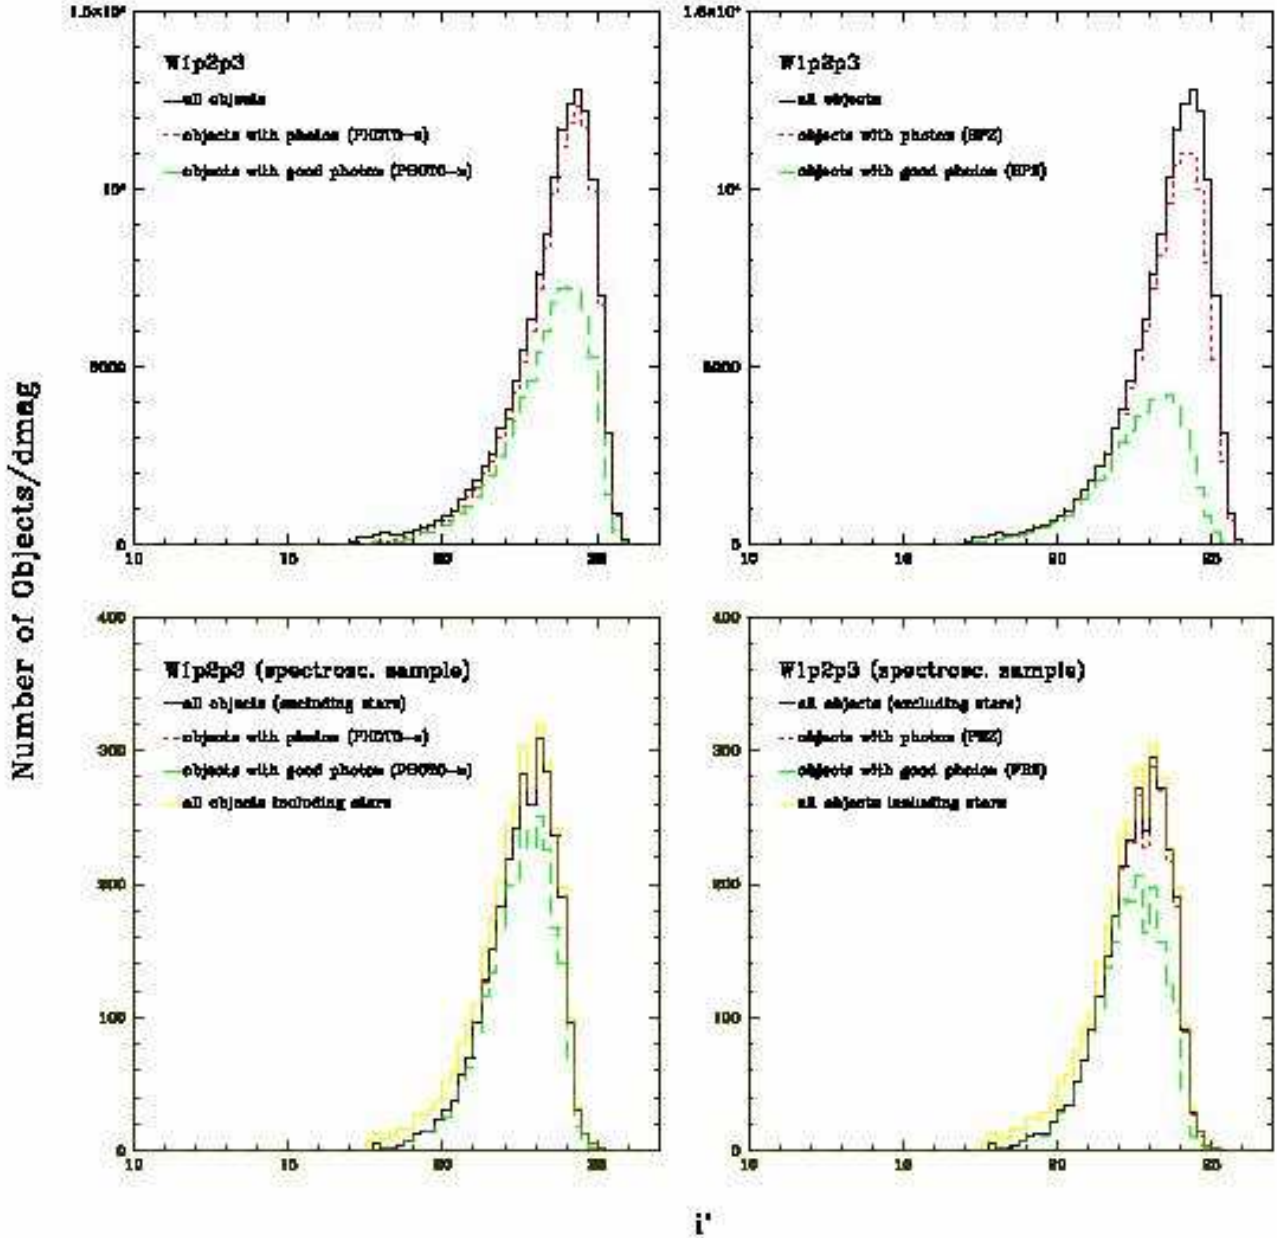 1.5×10⁴
W1p2p3
all objects
objects with photoz (PHOTO-z)
objects with good photoz (PHOTO-z)
10⁴
5000
0
10 15 20 25
1.5×10⁴
W1p2p3
all objects
objects with photoz (BPZ)
objects with good photoz (BPZ)
10⁴
5000
0
10 15 20 25
Number of Objects/dmag
400
W1p2p3 (spectrosc. sample)
all objects (excluding stars)
objects with photoz (PHOTO-z)
objects with good photoz (PHOTO-z)
all objects including stars
300
200
100
0
10 15 20 25
400
W1p2p3 (spectrosc. sample)
all objects (excluding stars)
objects with photoz
objects with good photoz
all objects including stars
300
200
100
0
10 15 20 25
i'